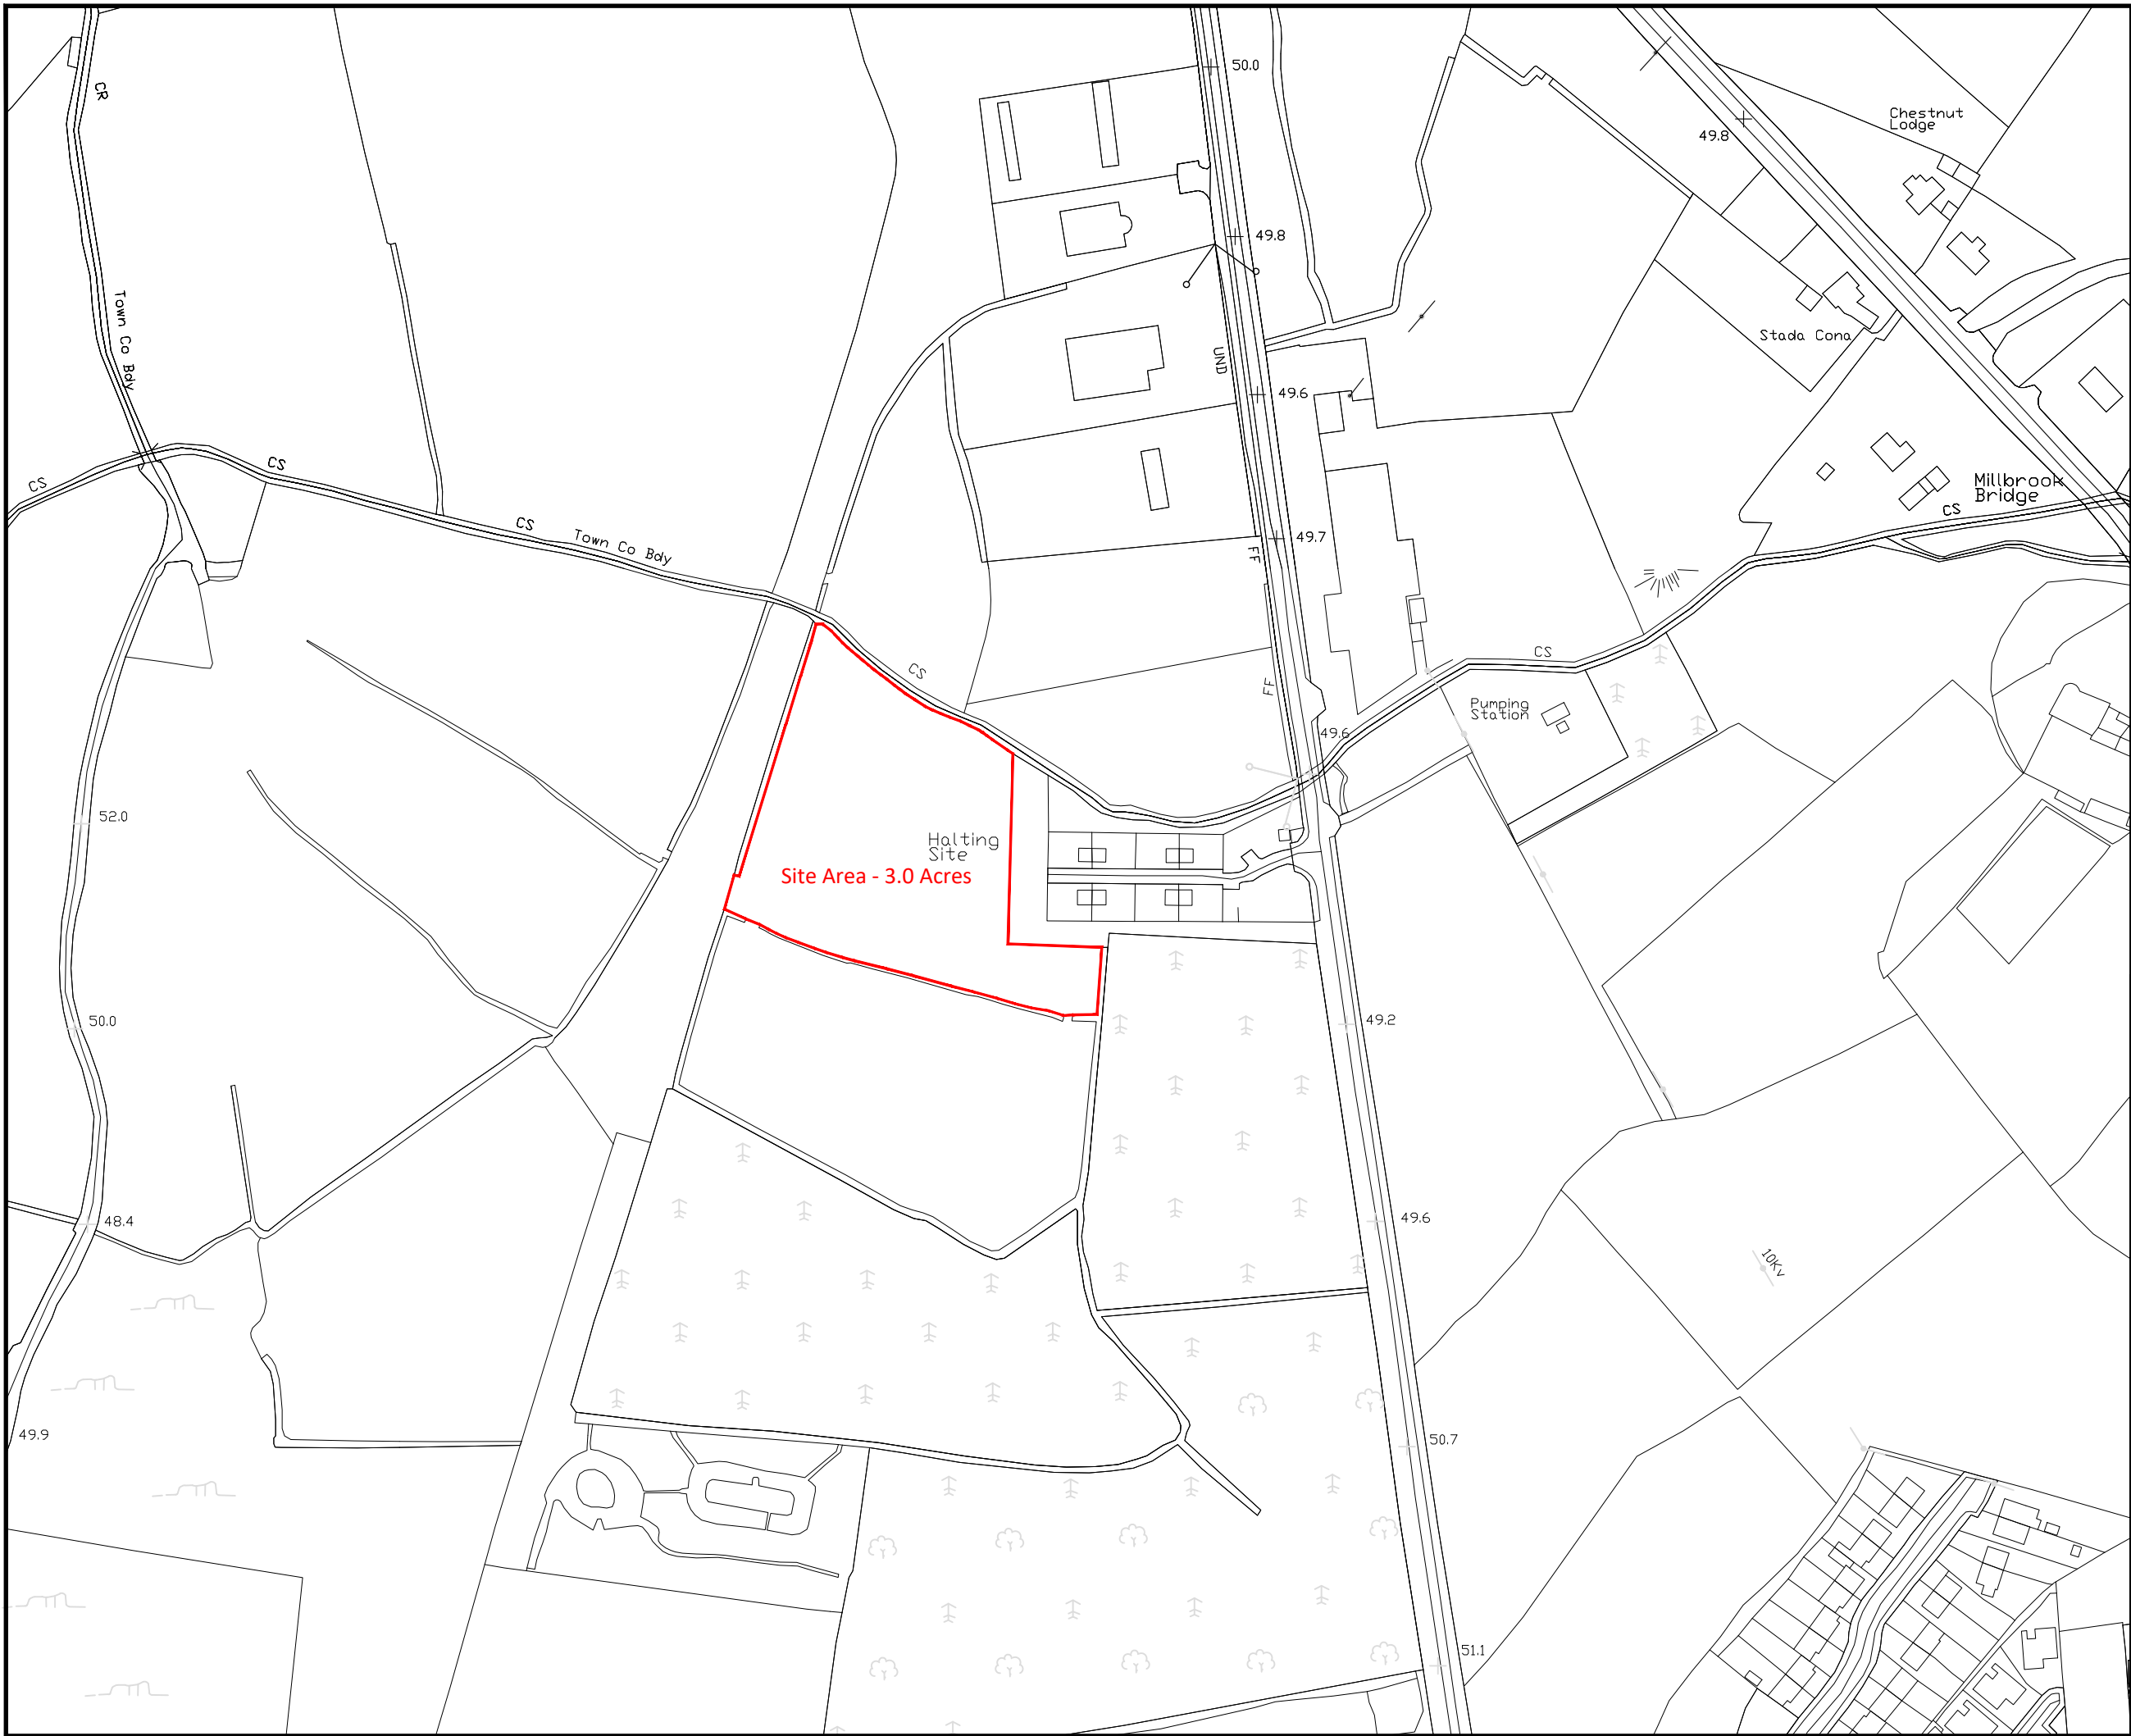 50.0
CR
Chestnut
Lodge
49.8
49.8
Town Co Bdy
Stada Cona
UND
49.6
CS
CS
Millbrook
Bridge
CS
CS
Town Co Bdy
49.7
FF
CS
CS
FF
Pumping
Station
49.6
52.0
Halting
Site
Site Area - 3.0 Acres
50.0
49.2
48.4
49.6
10Kv
49.9
50.7
51.1